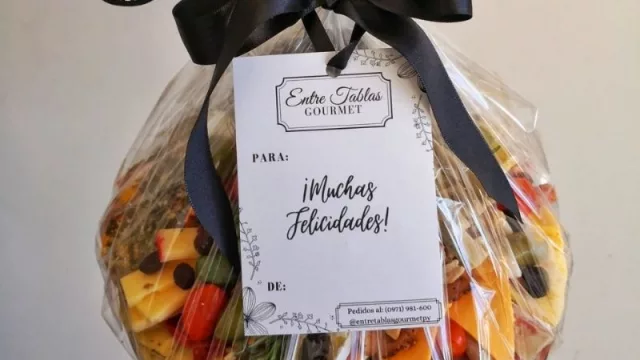 Entre Tablas
GOURMET
PARA:
¡Muchas
Felicidades!
DE:
Pedidos al: (0971) 981-600
@entretablasgourmetpy